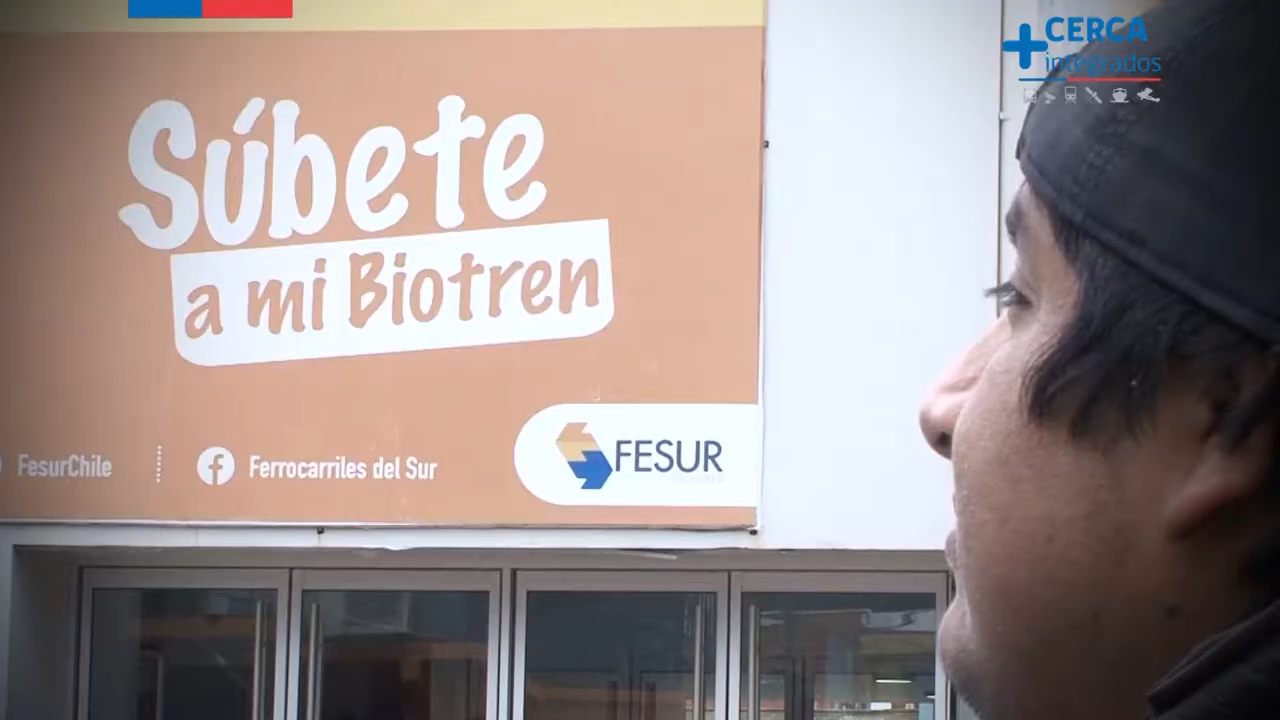 +CERCA
integrados
Súbete
a mi Biotren
FesurChile
Ferrocarriles del Sur
FESUR